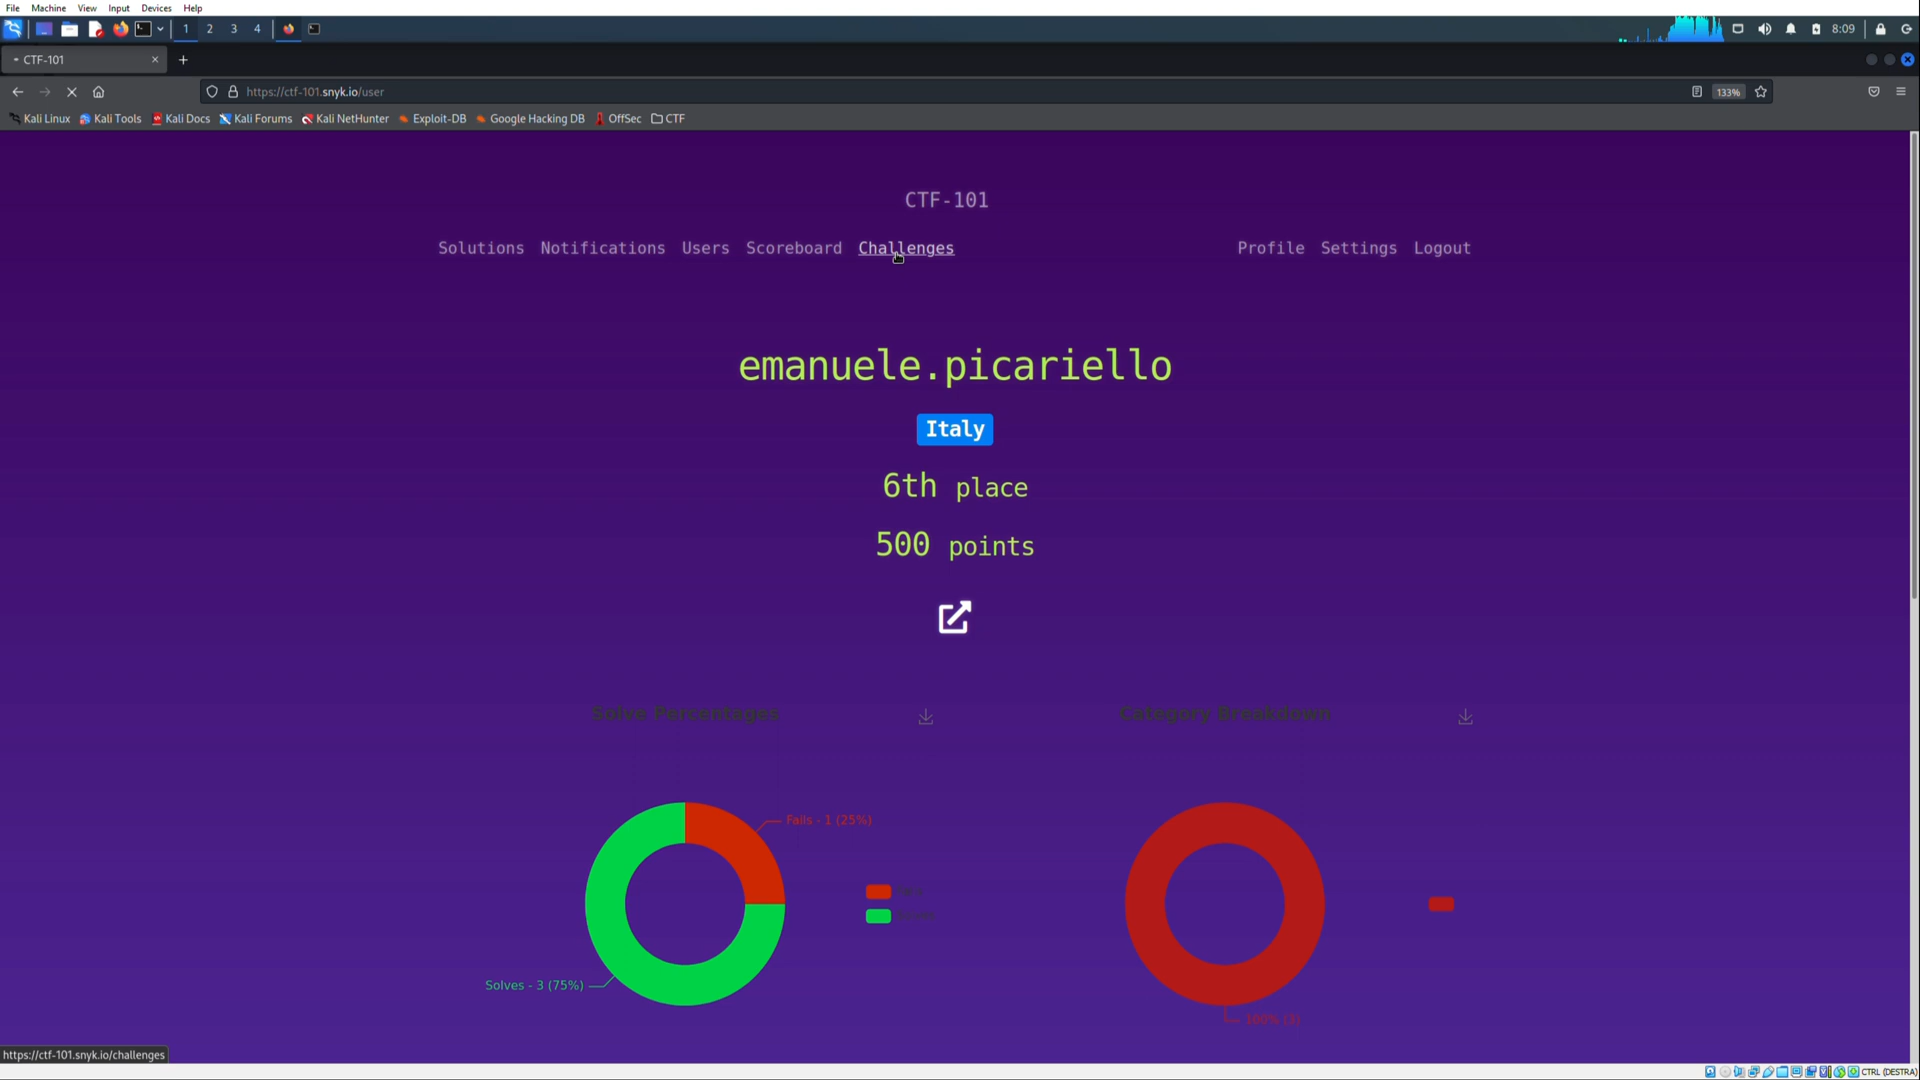 File Machine View Input Devices Help
1 2 3 4 8:09
CTF-101
https://ctf-101.snyk.io/user 133%
Kali Linux Kali Tools Kali Docs Kali Forums Kali NetHunter Exploit-DB Google Hacking DB OffSec CTF
CTF-101
Solutions Notifications Users Scoreboard Challenges Profile Settings Logout
emanuele.picariello
Italy
6th place
500 points
Solve Percentages Category Breakdown
Fails - 1 (25%)
Solves - 3 (75%)
100% (3)
https://ctf-101.snyk.io/challenges
CTRL (DESTRA)